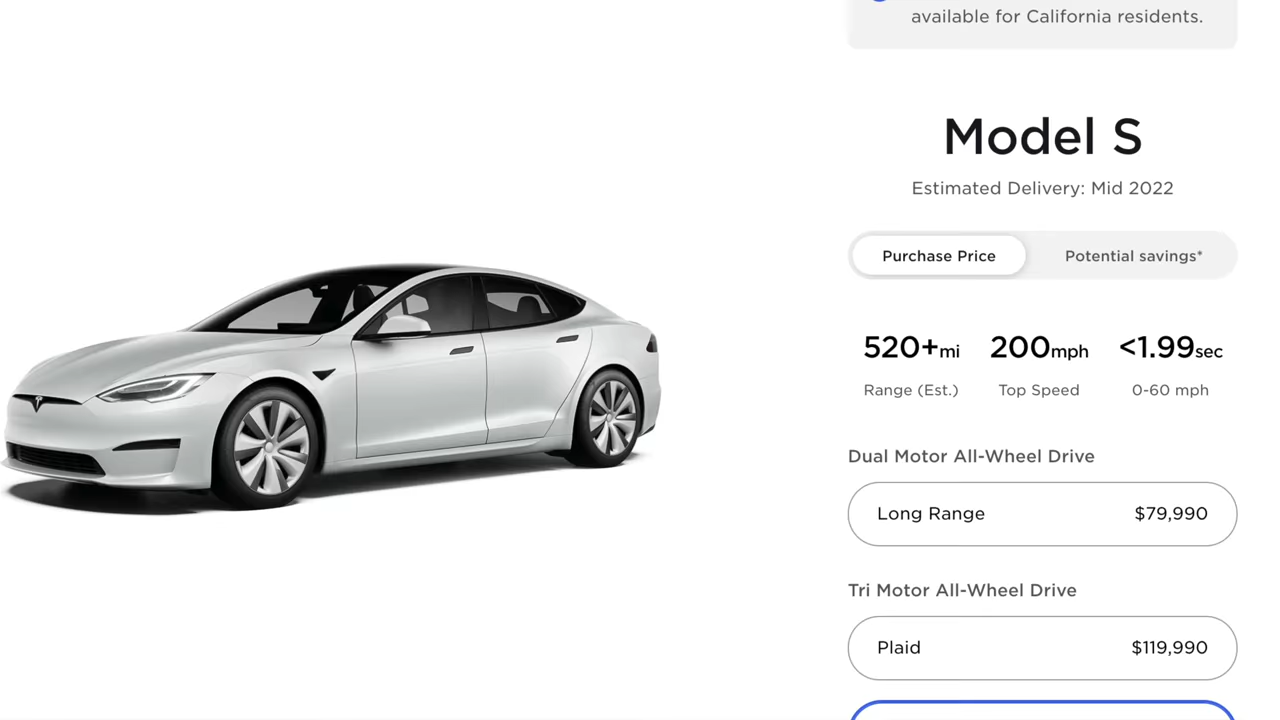 available for California residents.
Model S
Estimated Delivery: Mid 2022
Purchase Price Potential savings*
520+mi 200mph <1.99sec
Range (Est.) Top Speed 0-60 mph
Dual Motor All-Wheel Drive
Long Range $79,990
Tri Motor All-Wheel Drive
Plaid $119,990